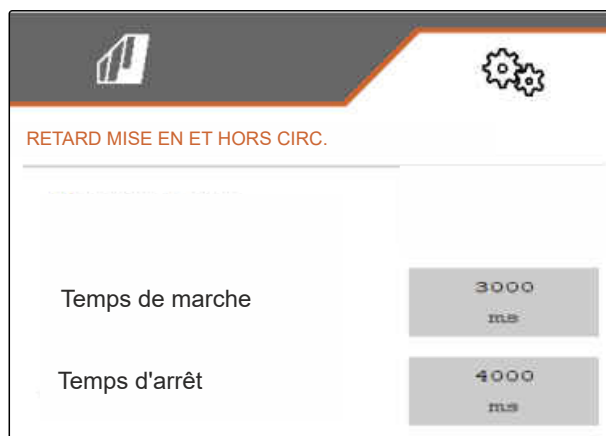 RETARD MISE EN ET HORS CIRC.
Temps de marche
3000
ms
Temps d'arrêt
4000
ms